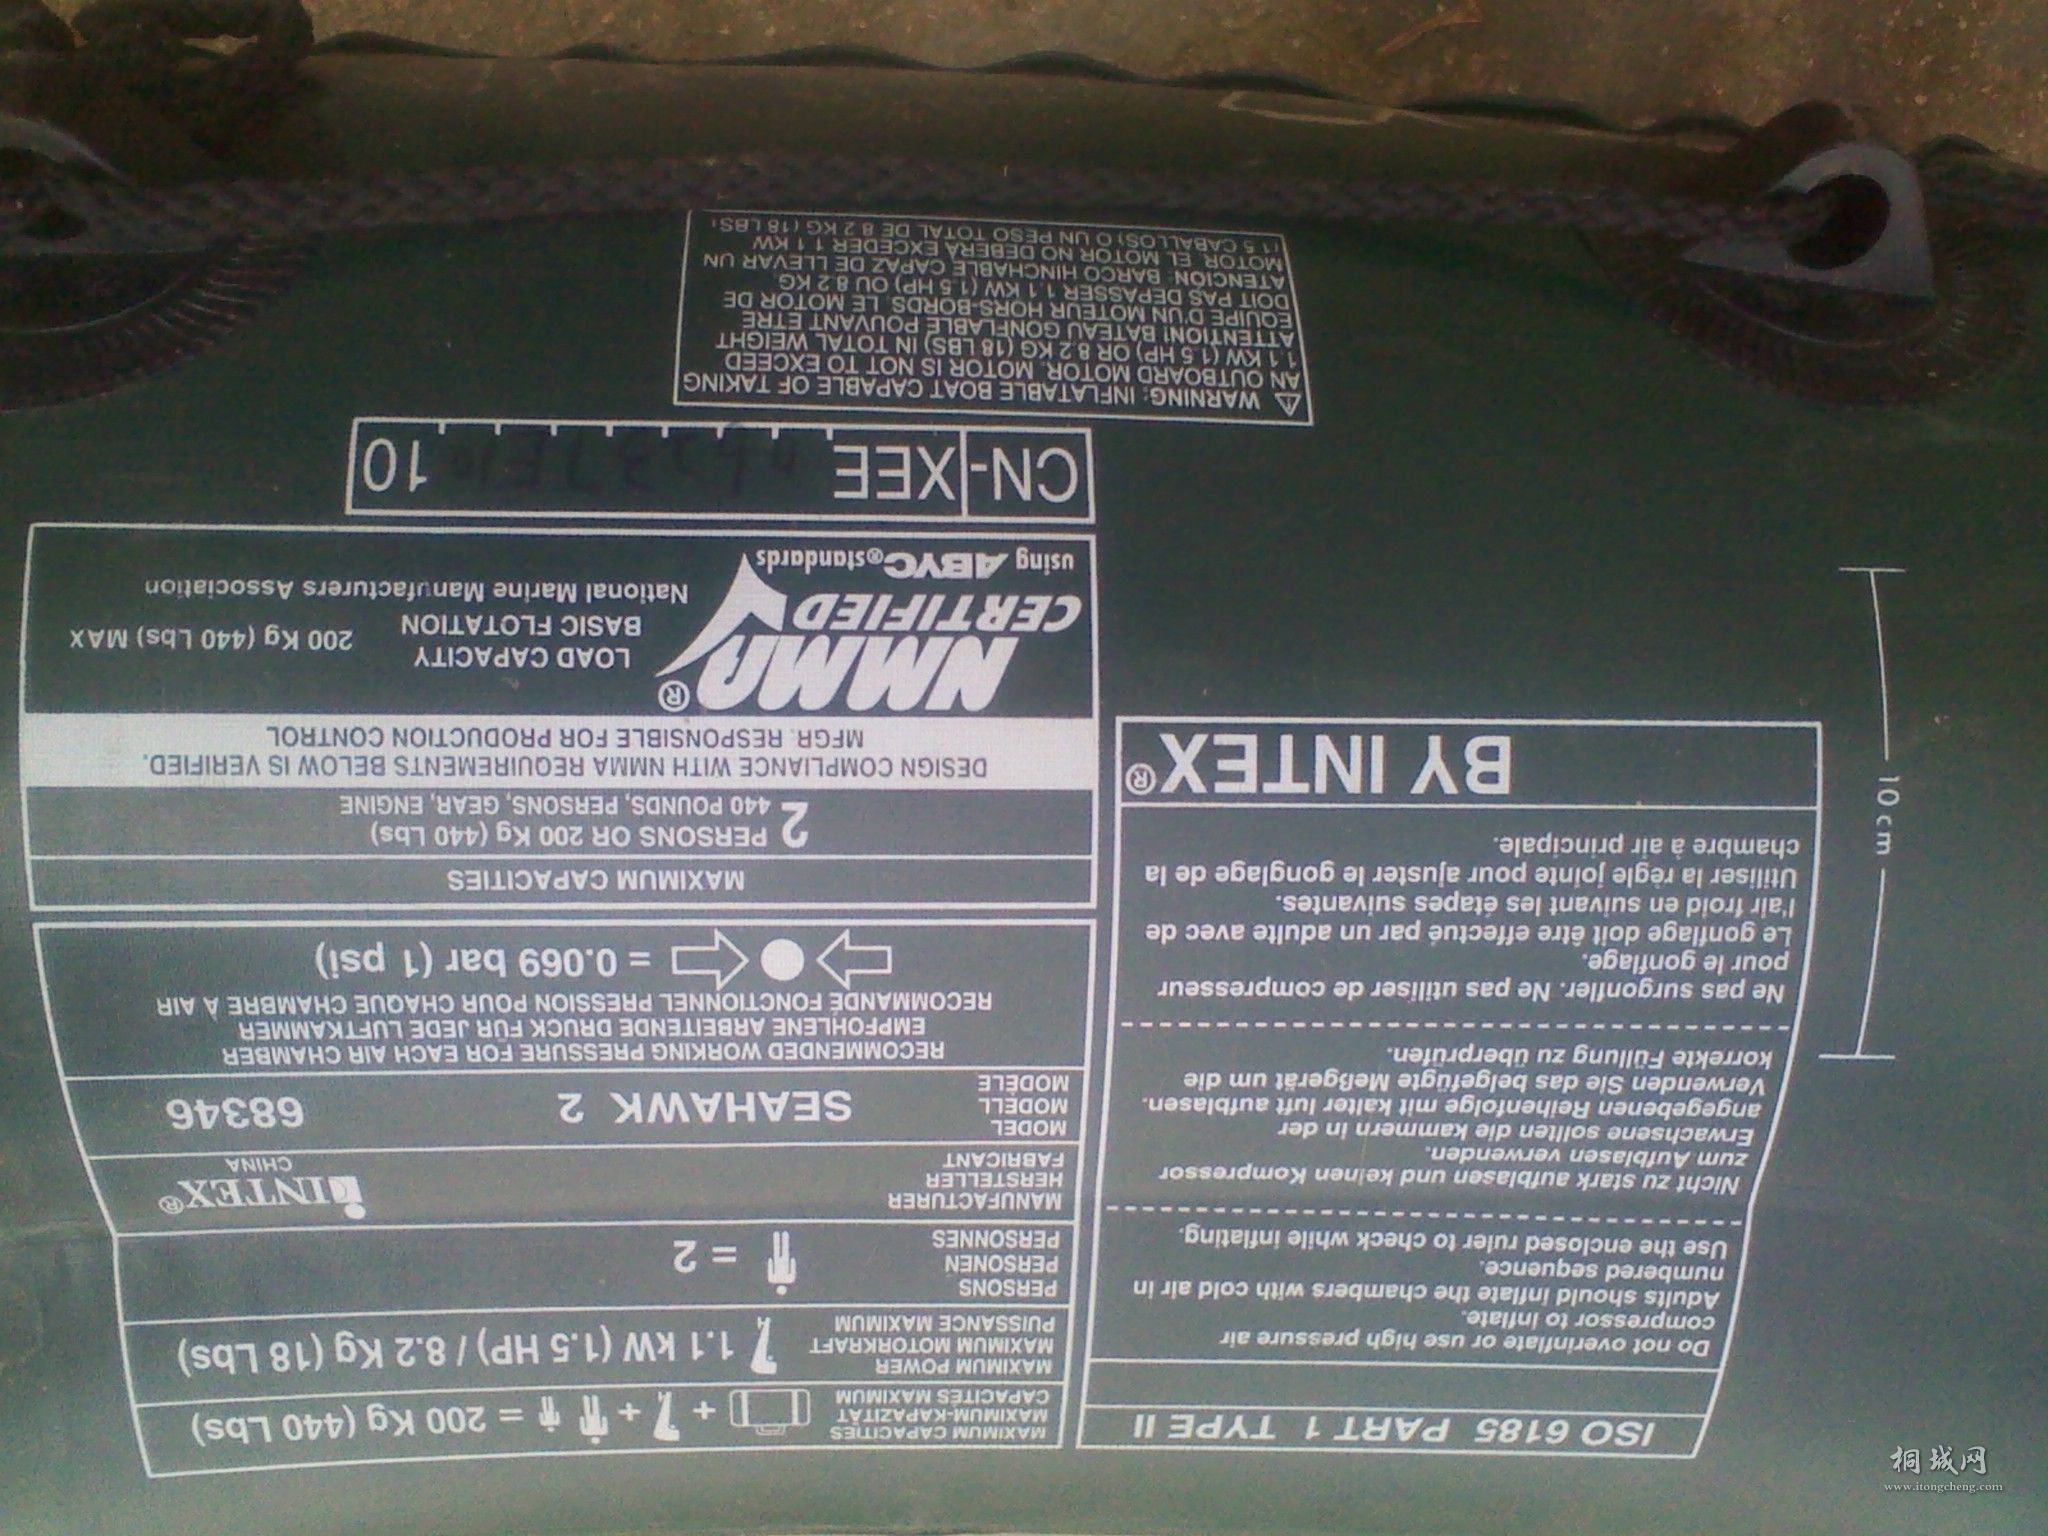 ISO 6185 PART 1 TYPE II
Do not overinflate or use high pressure air
compressor to inflate.
Adults should inflate the chambers with cold air in
numbered sequence.
Use the enclosed ruler to check while inflating.
Nicht zu stark aufblasen und keinen Kompressor
zum Aufblasen verwenden.
Erwachsene sollten die kammern in der
angegebenen Reihenfolge mit kalter luft aufblasen.
Verwenden Sie das beigefügte Meßgerät um die
korrekte Füllung zu überprüfen.
Ne pas surgonfler. Ne pas utiliser de compresseur
pour le gonflage.
Le gonflage doit être effectué par un adulte avec de
l'air froid en suivant les étapes suivantes.
Utiliser la règle jointe pour ajuster le gonglage de la
chambre à air principale.
BY INTEX®
10cm
MAXIMUM CAPACITIES
MAXIMUM-KAPAZITÄT
CAPACITÉS MAXIMUM
+ + = 200 Kg (440 Lbs)
MAXIMUM POWER
MAXIMUM MOTORKRAFT
PUISSANCE MAXIMUM
1.1 kW (1.5 HP) / 8.2 Kg (18 Lbs)
PERSONS
PERSONEN
PERSONNES
= 2
MANUFACTURER
HERSTELLER
FABRICANT
INTEX®
CHINA
MODEL
MODELL
MODÈLE
SEAHAWK 2 68346
RECOMMENDED WORKING PRESSURE FOR EACH AIR CHAMBER
EMPFOHLENE ARBEITENDE DRUCK FÜR JEDE LUFTKAMMER
RECOMMANDÉ FONCTIONNEL PRESSION POUR CHAQUE CHAMBRE À AIR
= 0.069 bar (1 psi)
MAXIMUM CAPACITIES
2 PERSONS OR 200 Kg (440 Lbs)
440 POUNDS, PERSONS, GEAR, ENGINE
DESIGN COMPLIANCE WITH NMMA REQUIREMENTS BELOW IS VERIFIED.
MFGR. RESPONSIBLE FOR PRODUCTION CONTROL
NMMA®
CERTIFIED
using ABYC® standards
LOAD CAPACITY
BASIC FLOTATION
200 Kg (440 Lbs) MAX
National Marine Manufacturers Association
CN-XEE 10
WARNING: INFLATABLE BOAT CAPABLE OF TAKING
AN OUTBOARD MOTOR. MOTOR IS NOT TO EXCEED
1.1 KW (1.5 HP) OR 8.2 KG (18 LBS) IN TOTAL WEIGHT
ATTENTION! BATEAU GONFLABLE POUVANT ETRE
EQUIPE D'UN MOTEUR HORS-BORDS. LE MOTOR DE
DOIT PAS DEPASSER 1.1 KW (1.5 HP) OU 8.2 KG.
ATENCIÓN: BARCO HINCHABLE CAPAZ DE LLEVAR UN
MOTOR. EL MOTOR NO DEBERÁ EXCEDER 1.1 KW
(1.5 CABALLOS) O UN PESO TOTAL DE 8.2 KG (18 LBS)
桐城网
www.itongcheng.com